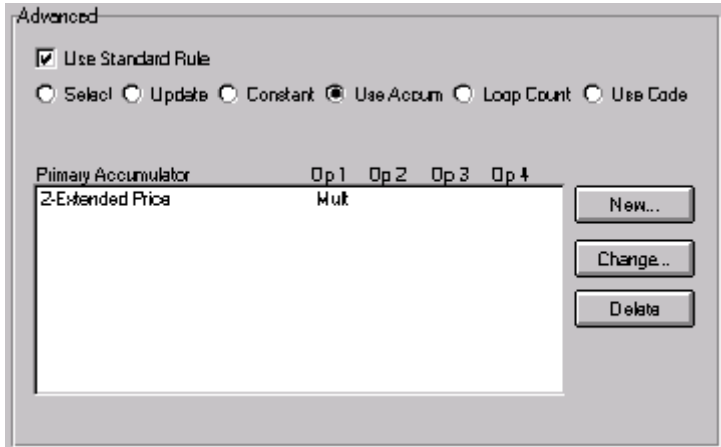 Advanced
Use Standard Rule
Select Update Constant Use Accum Loop Count Use Code
Primary Accumulator Op 1 Op 2 Op 3 Op 4
2-Extended Price Mult
New...
Change...
Delete